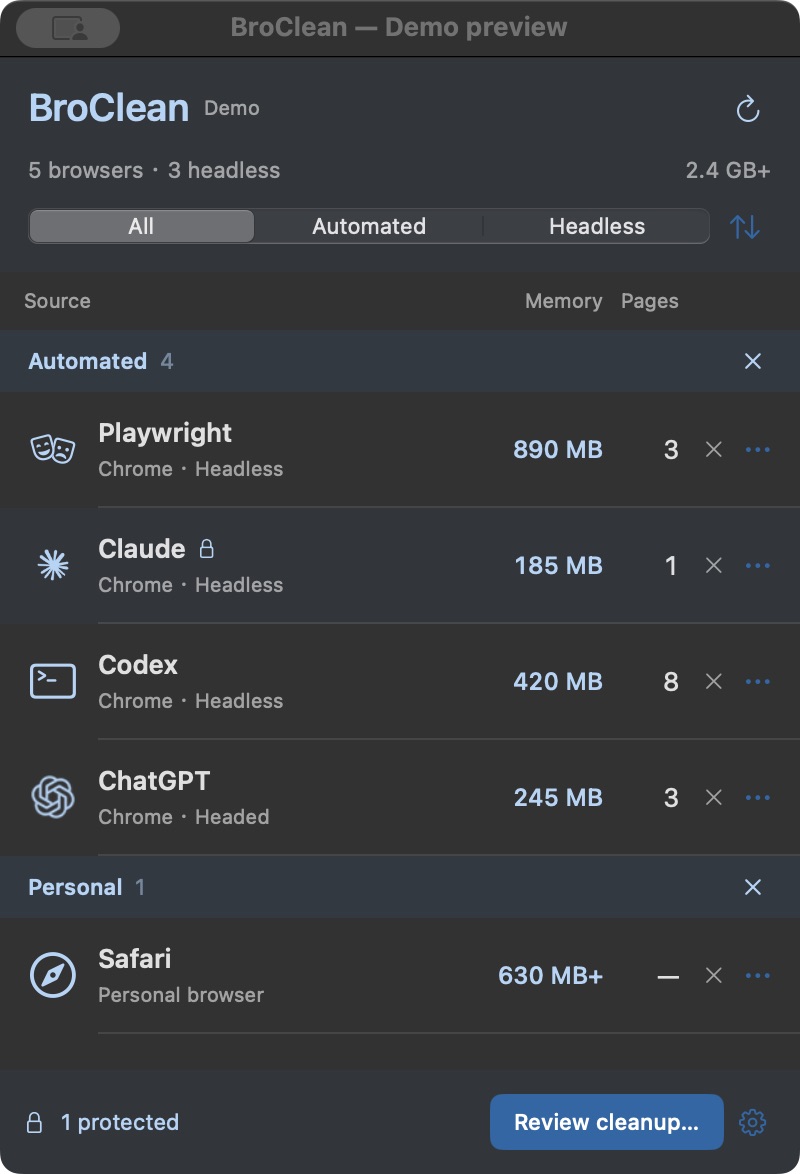 BroClean — Demo preview
BroClean Demo
5 browsers · 3 headless 2.4 GB+
All Automated Headless
Source Memory Pages
Automated 4
Playwright
Chrome · Headless
890 MB 3
Claude
Chrome · Headless
185 MB 1
Codex
Chrome · Headless
420 MB 8
ChatGPT
Chrome · Headed
245 MB 3
Personal 1
Safari
Personal browser
630 MB+ —
1 protected Review cleanup...